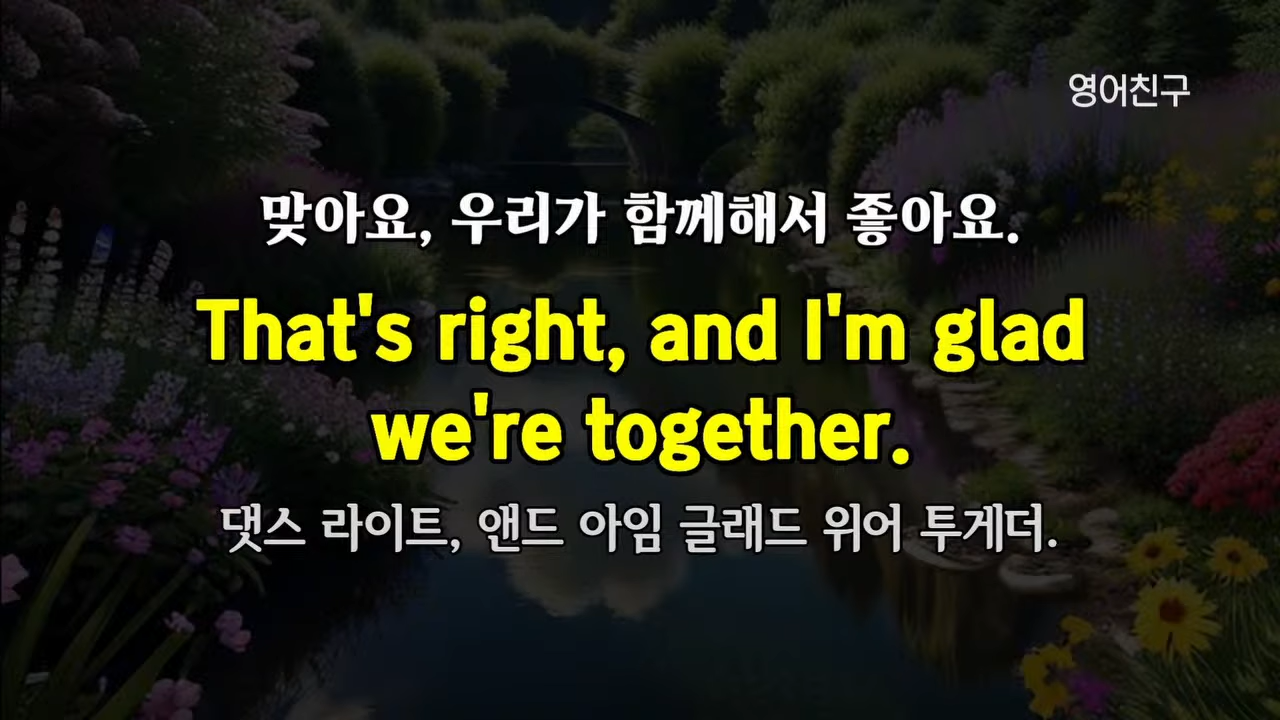 영어친구
맞아요, 우리가 함께해서 좋아요.
That's right, and I'm glad
we're together.
댓스 라이트, 앤드 아임 글래드 위어 투게더.